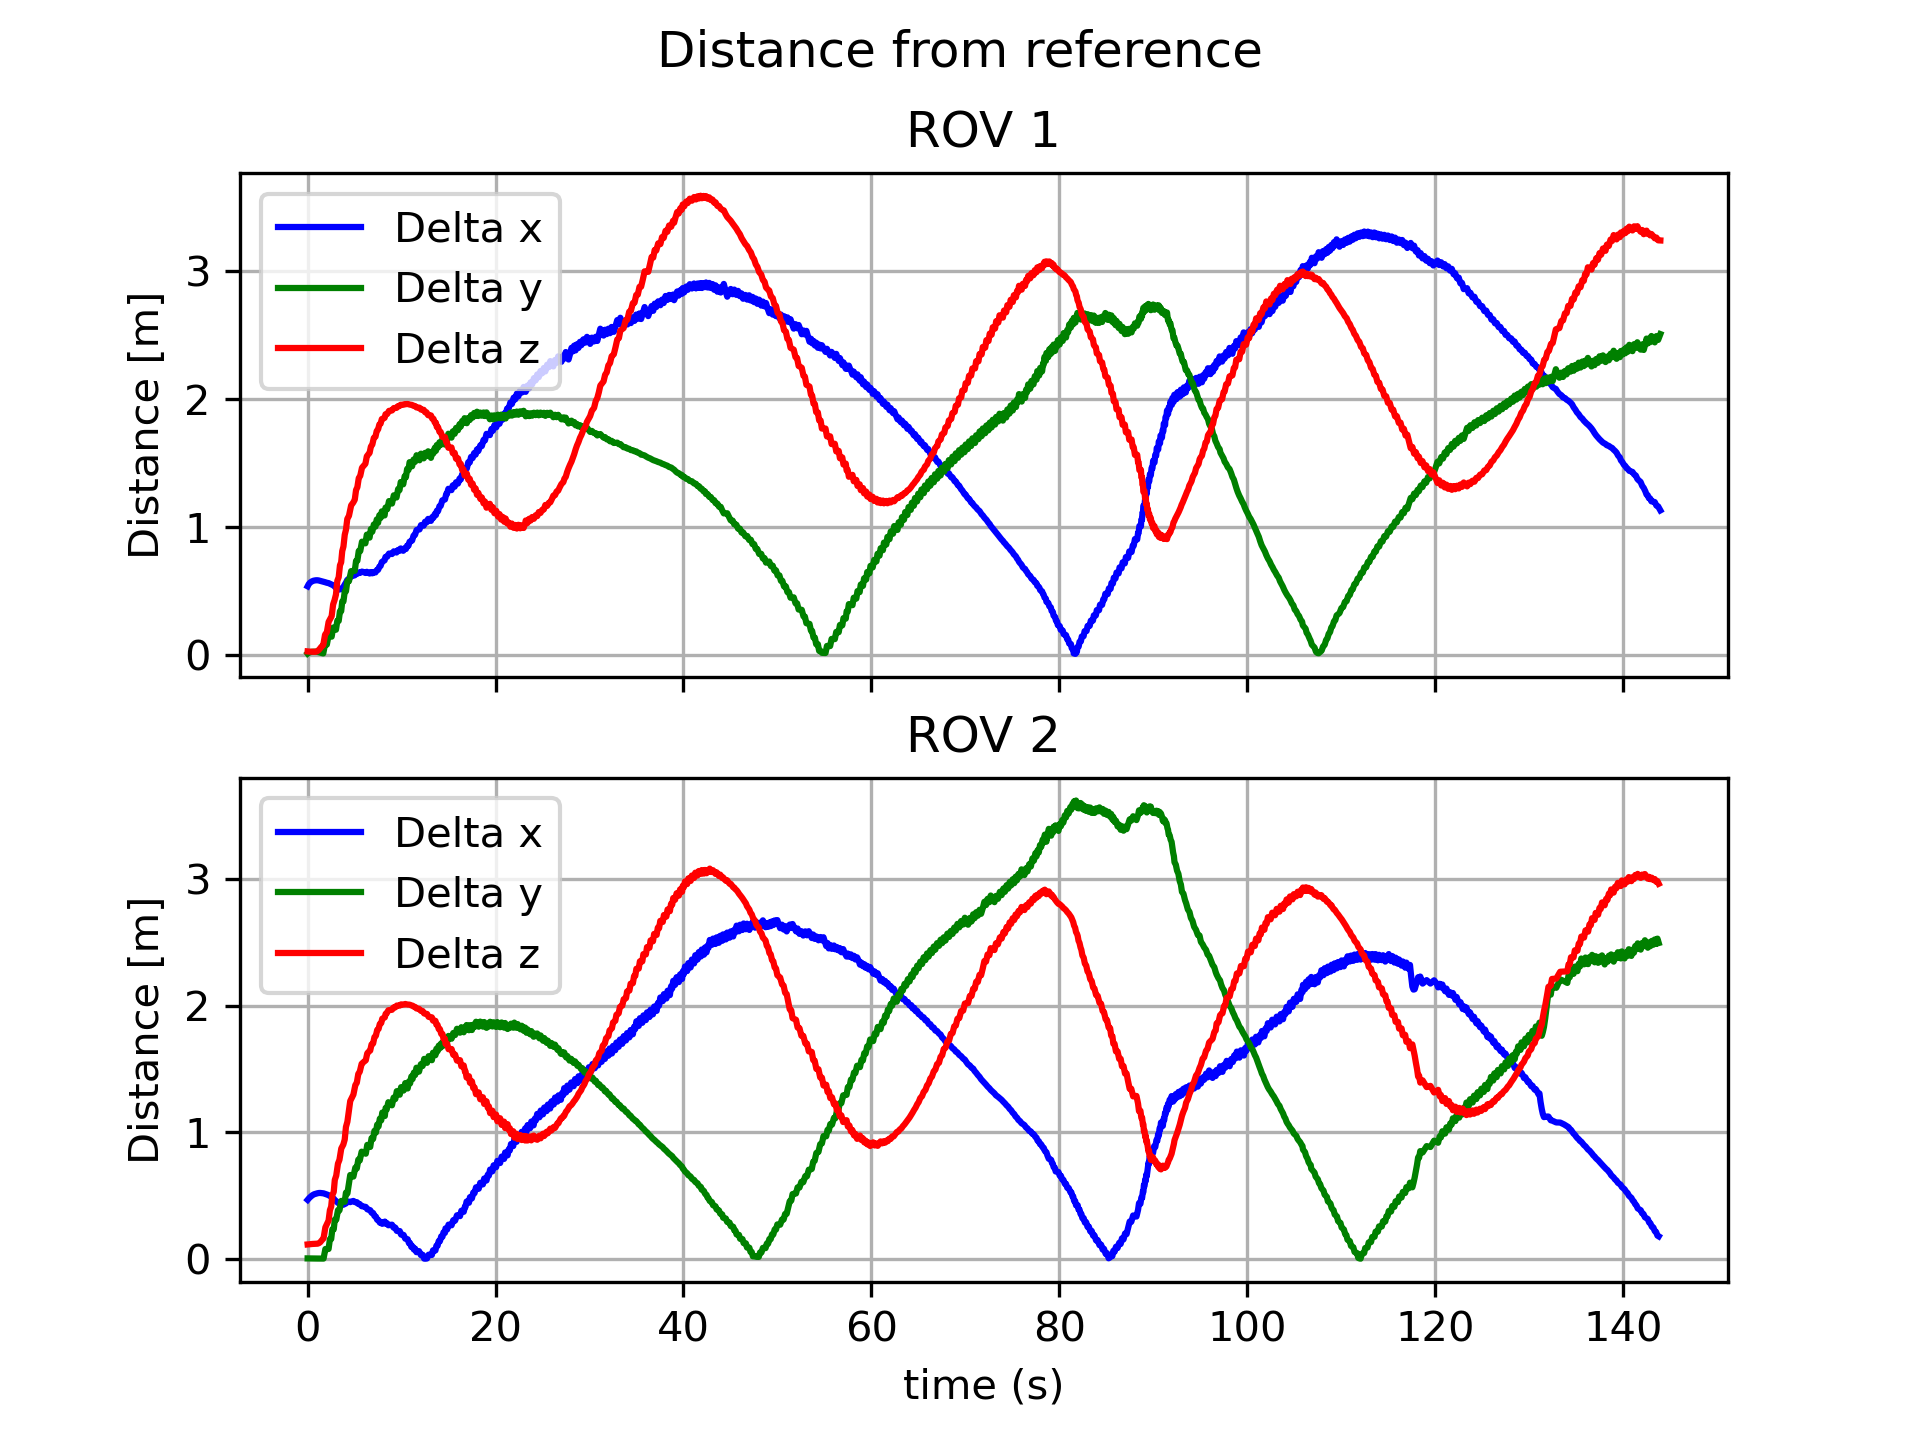 Distance from reference
ROV 1
Distance [m]
3
2
1
0
Delta x
Delta y
Delta z
ROV 2
Distance [m]
3
2
1
0
Delta x
Delta y
Delta z
0 20 40 60 80 100 120 140
time (s)